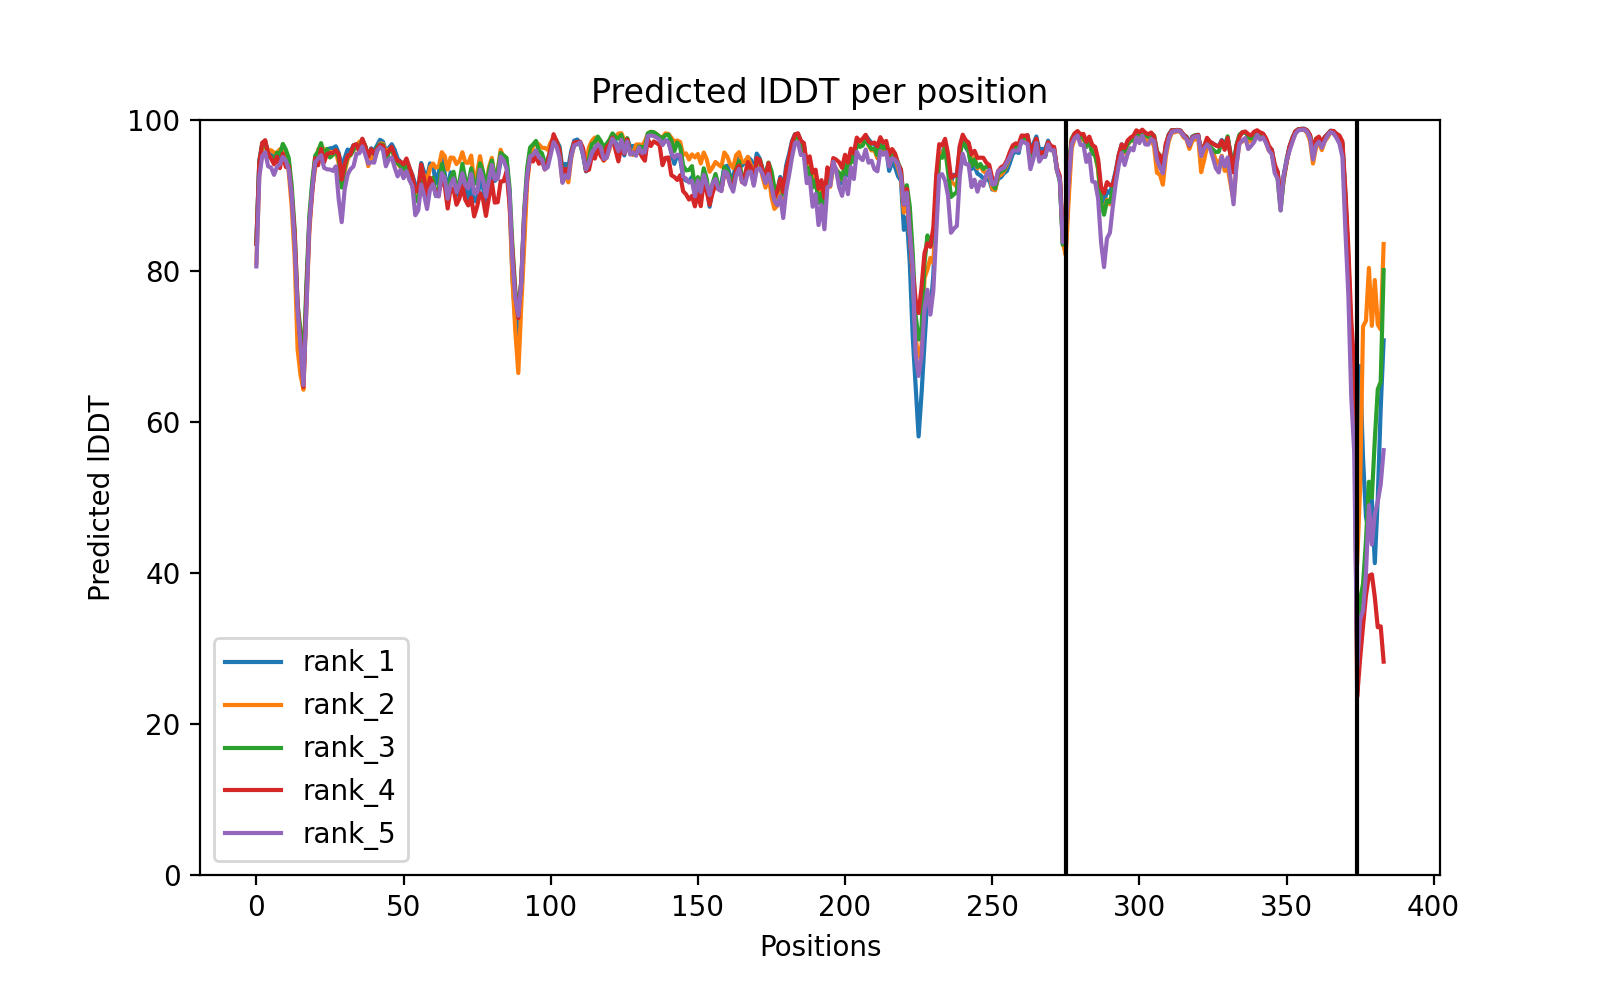 Predicted lDDT per position
100
80
60
40
20
0
Predicted lDDT
rank_1
rank_2
rank_3
rank_4
rank_5
0 50 100 150 200 250 300 350 400
Positions